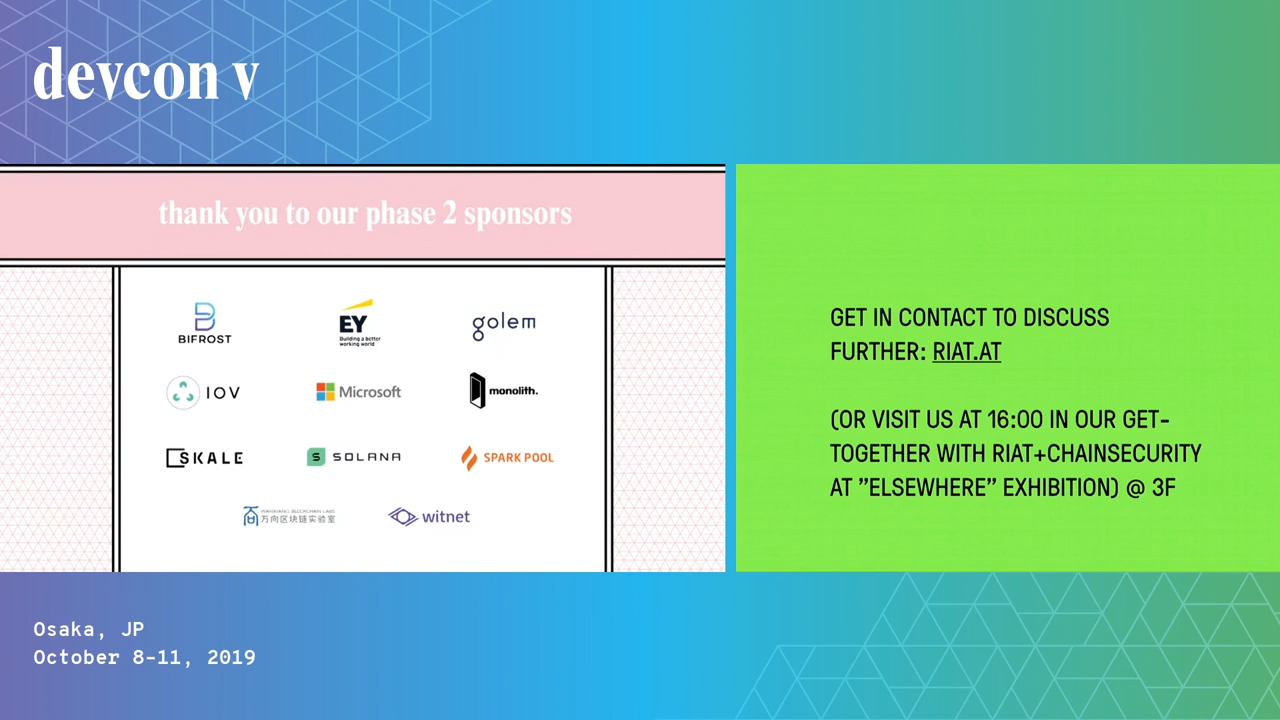 devcon v
thank you to our phase 2 sponsors
BIFROST
EY
Building a better
working world
golem
IOV
Microsoft
monolith.
SKALE
S SOLANA
SPARK POOL
WANXIANG BLOCKCHAIN LABS
万向区块链实验室
witnet
GET IN CONTACT TO DISCUSS
FURTHER: RIAT.AT
(OR VISIT US AT 16:00 IN OUR GET-
TOGETHER WITH RIAT+CHAINSECURITY
AT ”ELSEWHERE” EXHIBITION) @ 3F
Osaka, JP
October 8-11, 2019